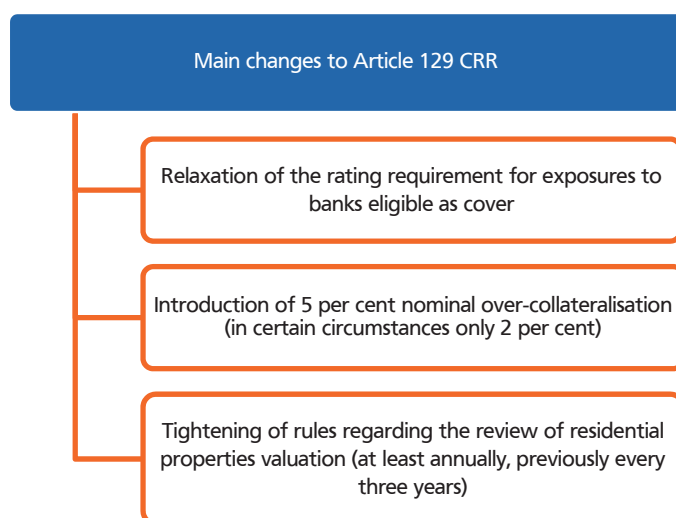 Main changes to Article 129 CRR
Relaxation of the rating requirement for exposures to
banks eligible as cover
Introduction of 5 per cent nominal over-collateralisation
(in certain circumstances only 2 per cent)
Tightening of rules regarding the review of residential
properties valuation (at least annually, previously every
three years)